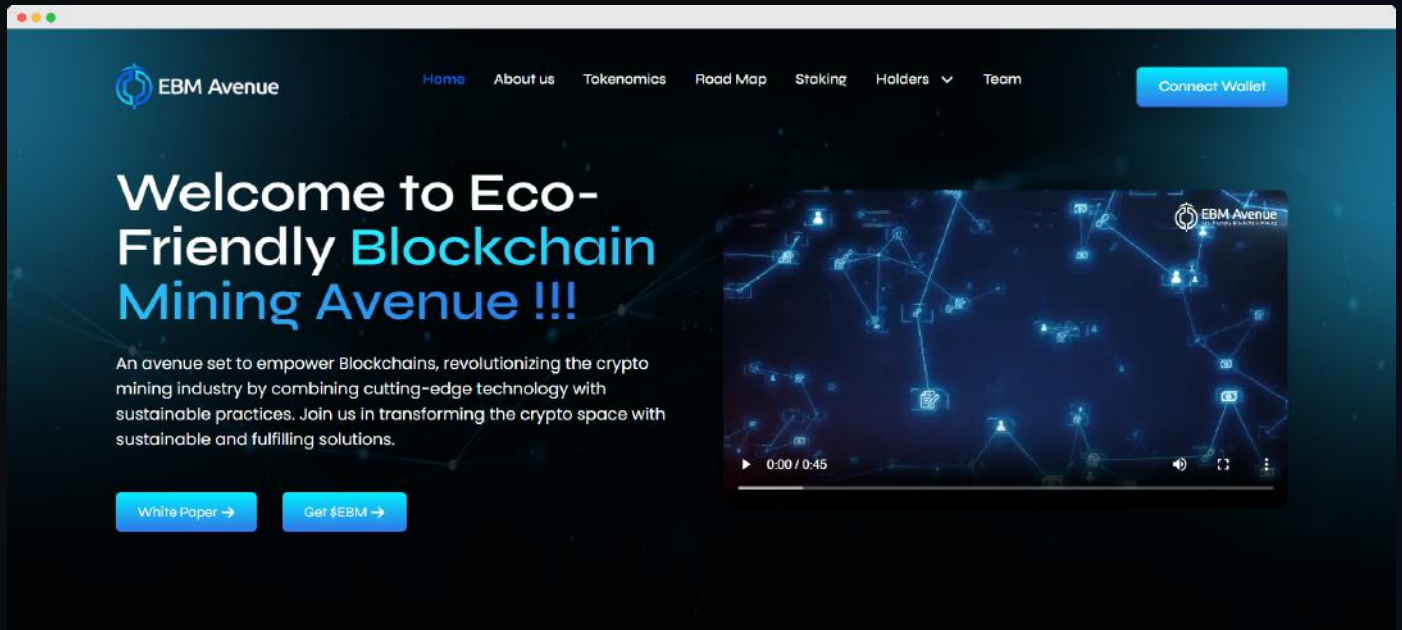 EBM Avenue
Home About us Tokenomics Road Map Staking Holders Team
Connect Wallet
Welcome to Eco-
Friendly Blockchain
Mining Avenue !!!
An avenue set to empower Blockchains, revolutionizing the crypto
mining industry by combining cutting-edge technology with
sustainable practices. Join us in transforming the crypto space with
sustainable and fulfilling solutions.
White Paper → Get $EBM →
EBM Avenue
0:00 / 0:45